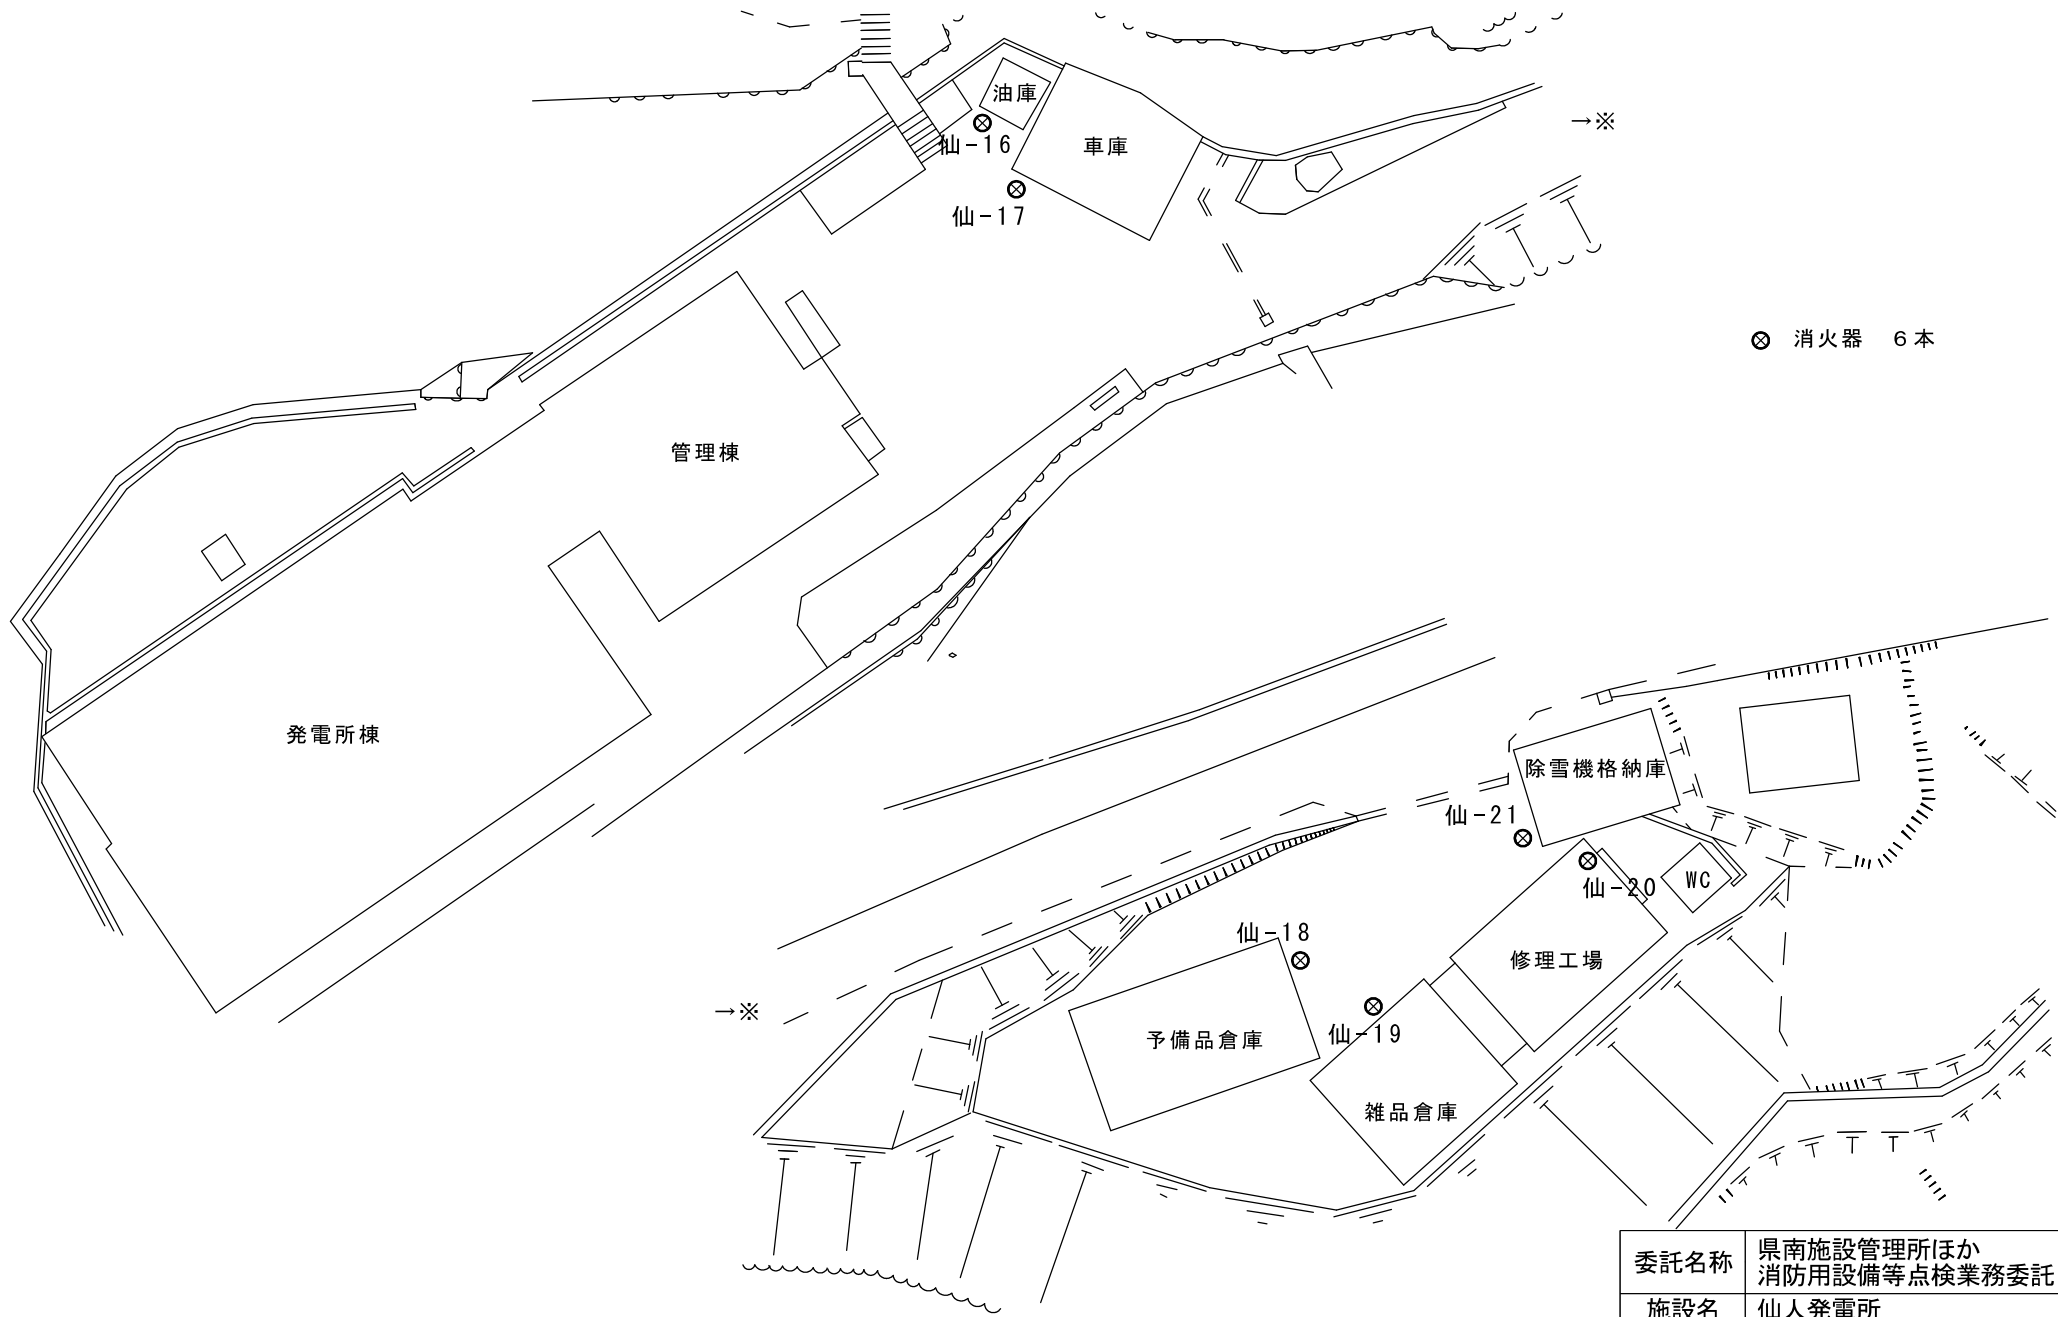 油庫
→※
仙-16
車庫
仙-17
消火器　６本
管理棟
発電所棟
除雪機格納庫
仙-21
仙-20
WC
仙-18
修理工場
→※
仙-19
予備品倉庫
雑品倉庫
委託名称
県南施設管理所ほか
消防用設備等点検業務委託
施設名
仙人発電所